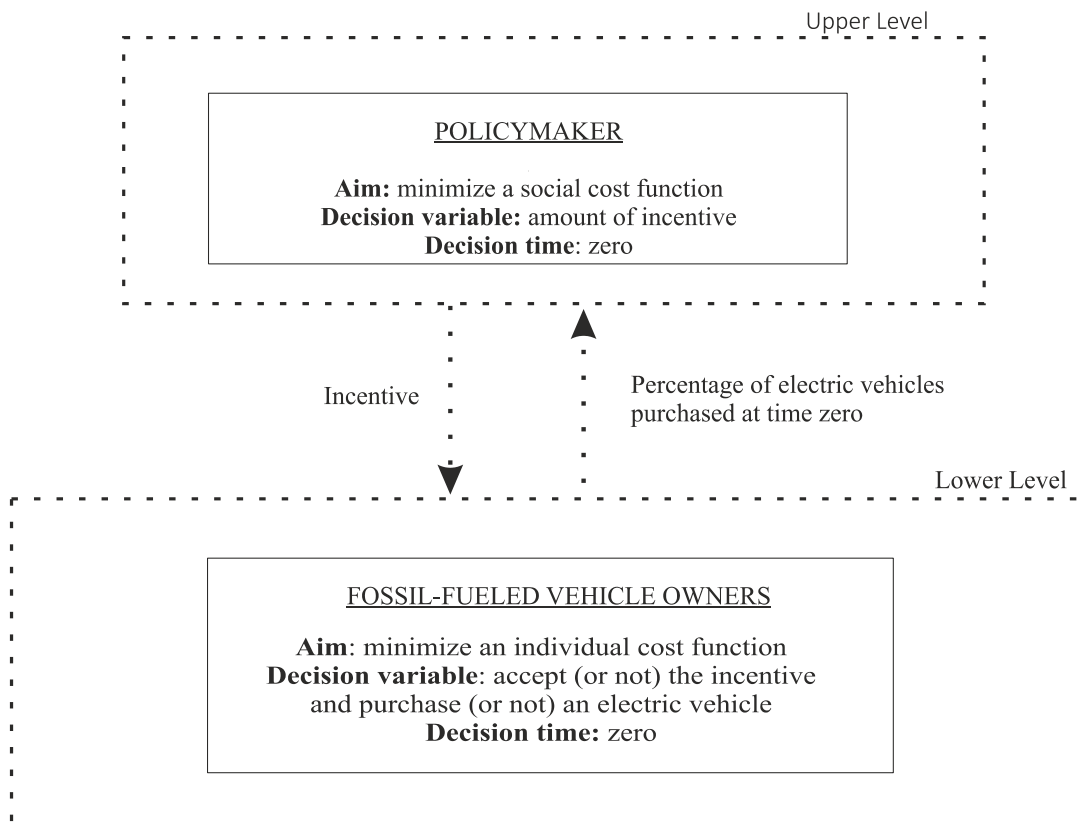 Upper Level
POLICYMAKER
Aim: minimize a social cost function
Decision variable: amount of incentive
Decision time: zero
Incentive
Percentage of electric vehicles
purchased at time zero
Lower Level
FOSSIL-FUELED VEHICLE OWNERS
Aim: minimize an individual cost function
Decision variable: accept (or not) the incentive
and purchase (or not) an electric vehicle
Decision time: zero